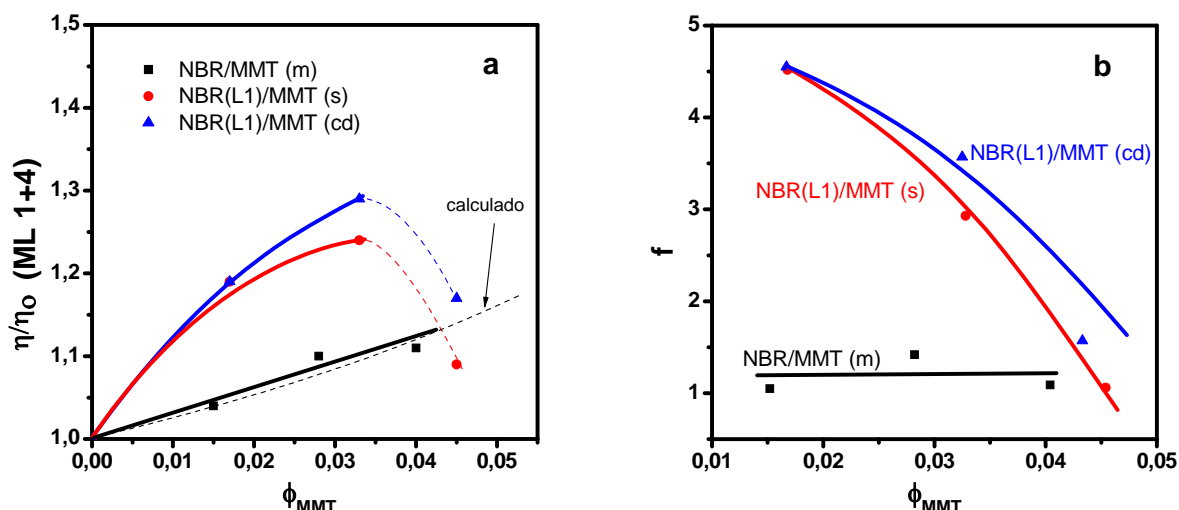 a
NBR/MMT (m)
NBR(L1)/MMT (s)
NBR(L1)/MMT (cd)
calculado
η/ηo (ML 1+4)
1,5
1,4
1,3
1,2
1,1
1,0
0,00 0,01 0,02 0,03 0,04 0,05
ϕMMT
b
NBR(L1)/MMT (cd)
NBR(L1)/MMT (s)
NBR/MMT (m)
f
5
4
3
2
1
0
0,01 0,02 0,03 0,04 0,05
ϕMMT